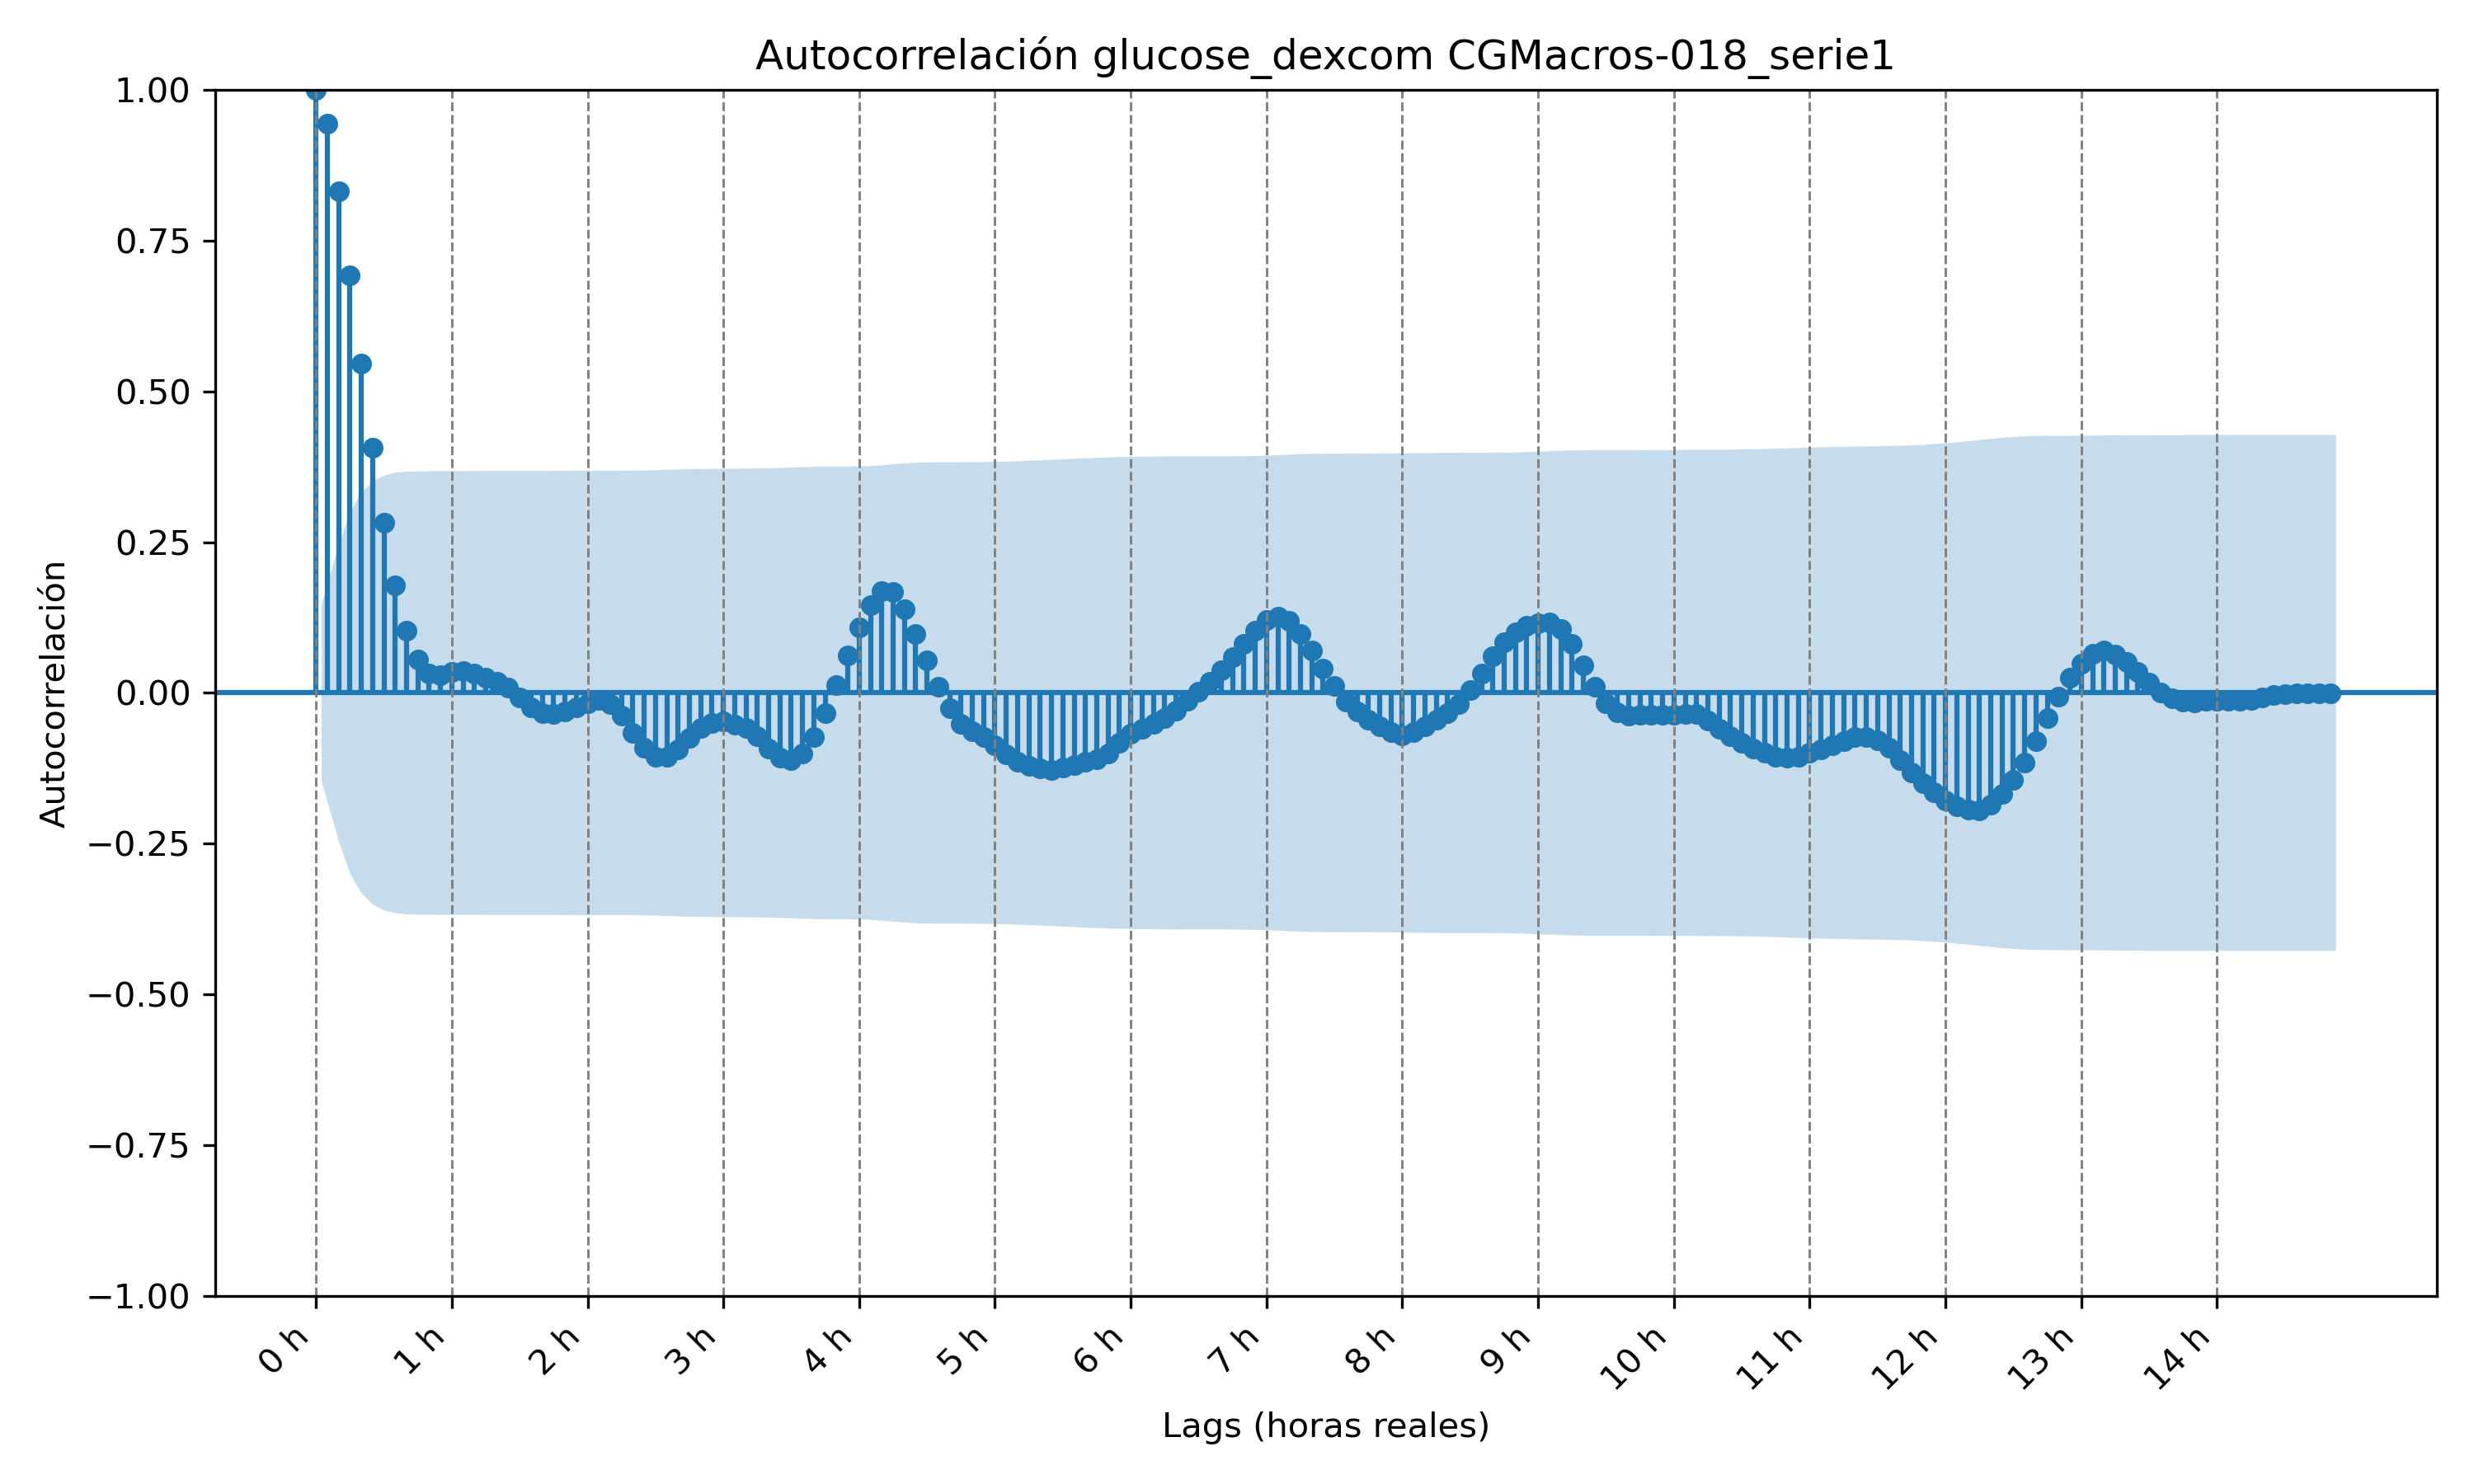 Autocorrelación glucose_dexcom CGMacros-018_serie1
1.00
0.75
0.50
0.25
0.00
−0.25
−0.50
−0.75
−1.00
Autocorrelación
0 h
1 h
2 h
3 h
4 h
5 h
6 h
7 h
8 h
9 h
10 h
11 h
12 h
13 h
14 h
Lags (horas reales)